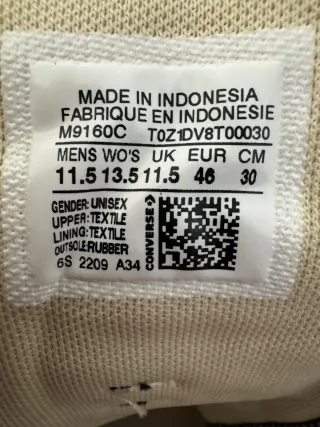 MADE IN INDONESIA
FABRIQUE EN INDONESIE
M9160C T0Z1DV8T00030
MENS WO'S UK EUR CM
11.5 13.5 11.5 46 30
GENDER: UNISEX
UPPER: TEXTILE
LINING: TEXTILE
OUTSOLE: RUBBER
6S 2209 A34
CONVERSE